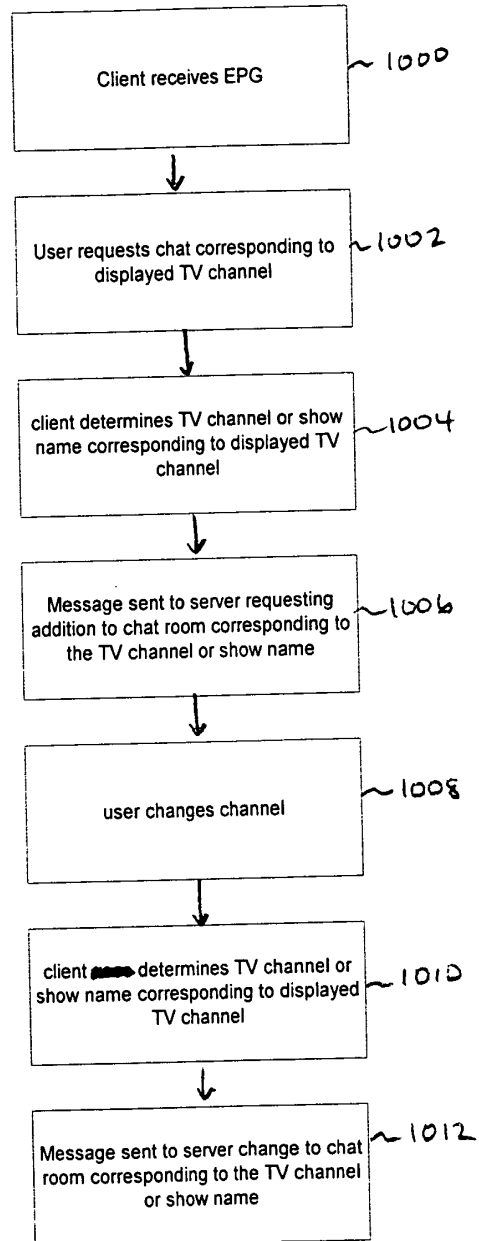 Client receives EPG
1000
User requests chat corresponding to
displayed TV channel
1002
client determines TV channel or show
name corresponding to displayed TV
channel
1004
Message sent to server requesting
addition to chat room corresponding to
the TV channel or show name
1006
user changes channel
1008
client determines TV channel or
show name corresponding to displayed
TV channel
1010
Message sent to server change to chat
room corresponding to the TV channel
or show name
1012